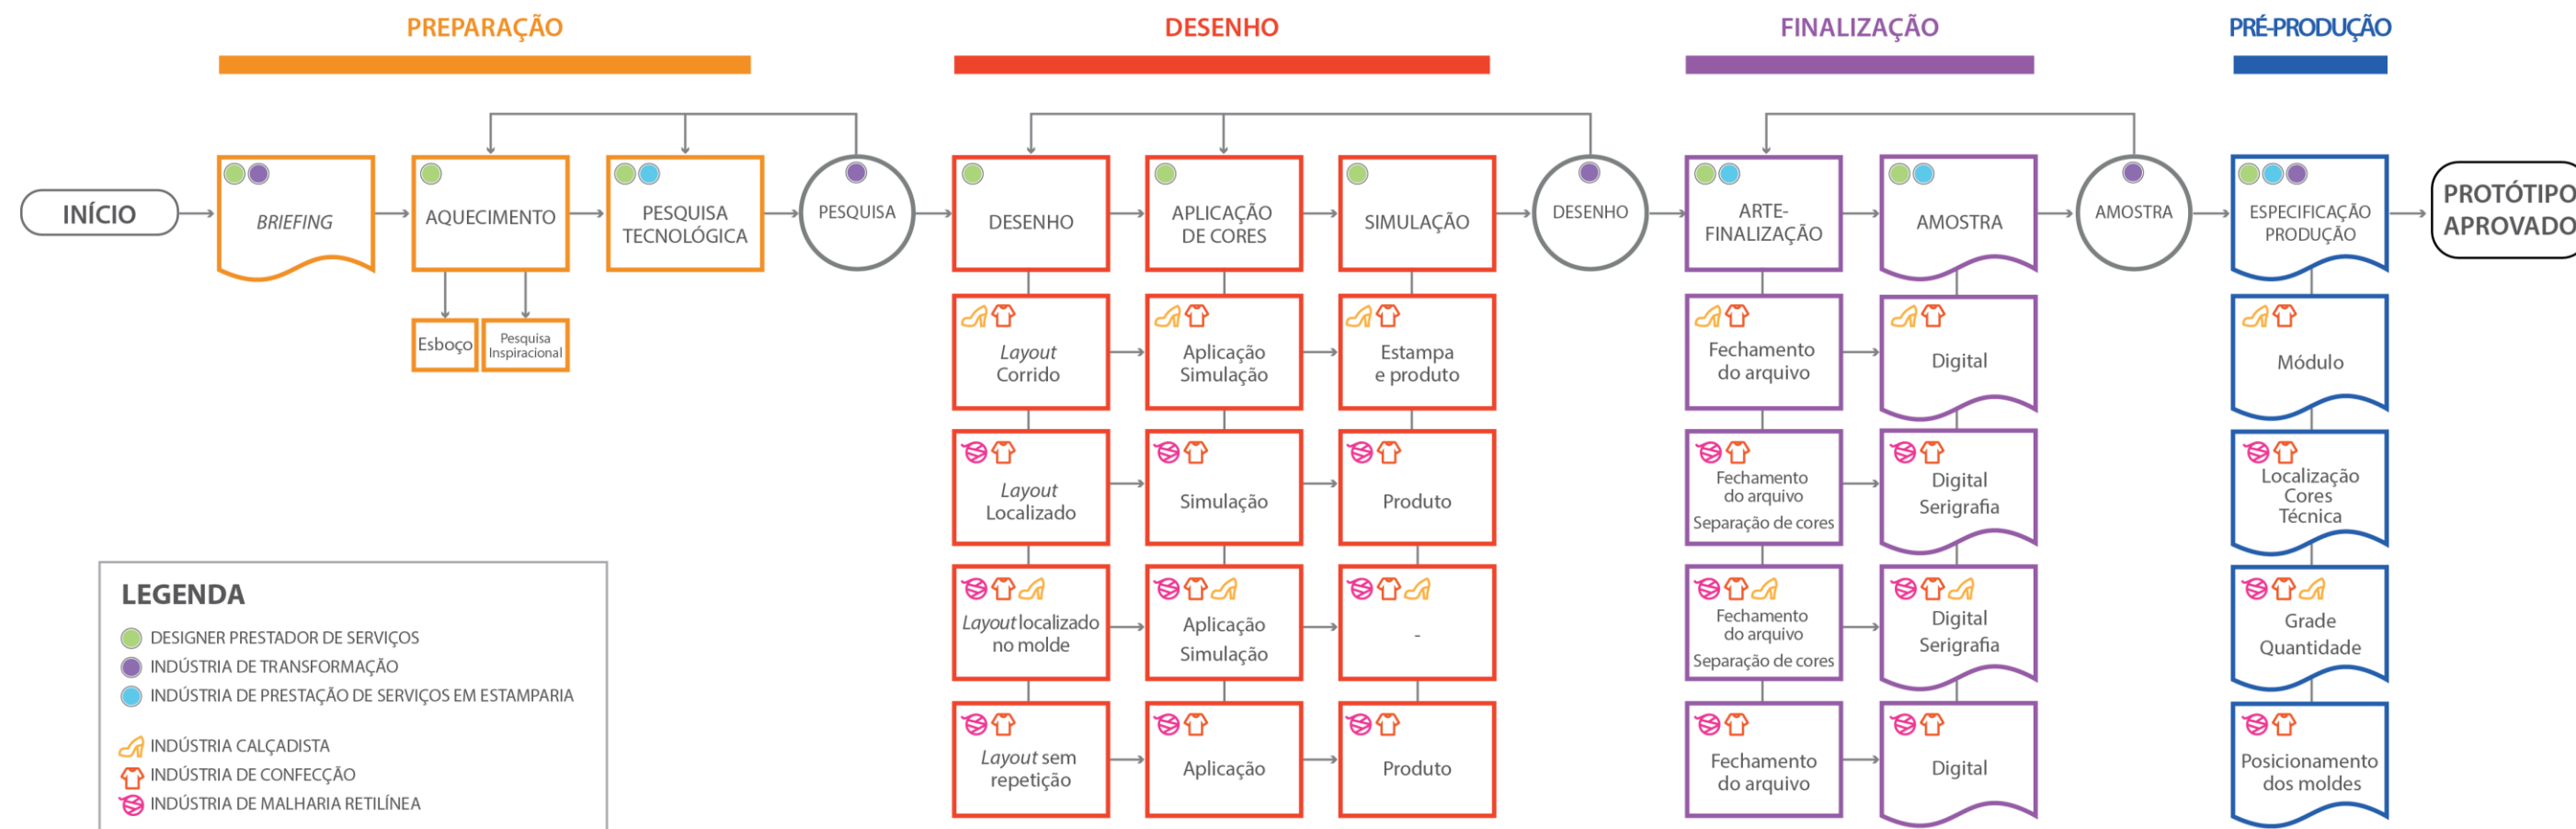 PREPARAÇÃO
DESENHO
FINALIZAÇÃO
PRÉ-PRODUÇÃO
INÍCIO
BRIEFING
AQUECIMENTO
PESQUISA
TECNOLÓGICA
PESQUISA
DESENHO
APLICAÇÃO
DE CORES
SIMULAÇÃO
DESENHO
ARTE-
FINALIZAÇÃO
AMOSTRA
AMOSTRA
ESPECIFICAÇÃO
PRODUÇÃO
PROTÓTIPO
APROVADO
Esboço
Pesquisa
Inspiracional
Layout
Corrido
Aplicação
Simulação
Estampa
e produto
Fechamento
do arquivo
Digital
Módulo
Layout
Localizado
Simulação
Produto
Fechamento
do arquivo
Separação de cores
Digital
Serigrafia
Localização
Cores
Técnica
Layout localizado
no molde
Aplicação
Simulação
-
Fechamento
do arquivo
Separação de cores
Digital
Serigrafia
Grade
Quantidade
Layout sem
repetição
Aplicação
Produto
Fechamento
do arquivo
Digital
Posicionamento
dos moldes
LEGENDA
DESIGNER PRESTADOR DE SERVIÇOS
INDÚSTRIA DE TRANSFORMAÇÃO
INDÚSTRIA DE PRESTAÇÃO DE SERVIÇOS EM ESTAMPARIA
INDÚSTRIA CALÇADISTA
INDÚSTRIA DE CONFECÇÃO
INDÚSTRIA DE MALHARIA RETILÍNEA